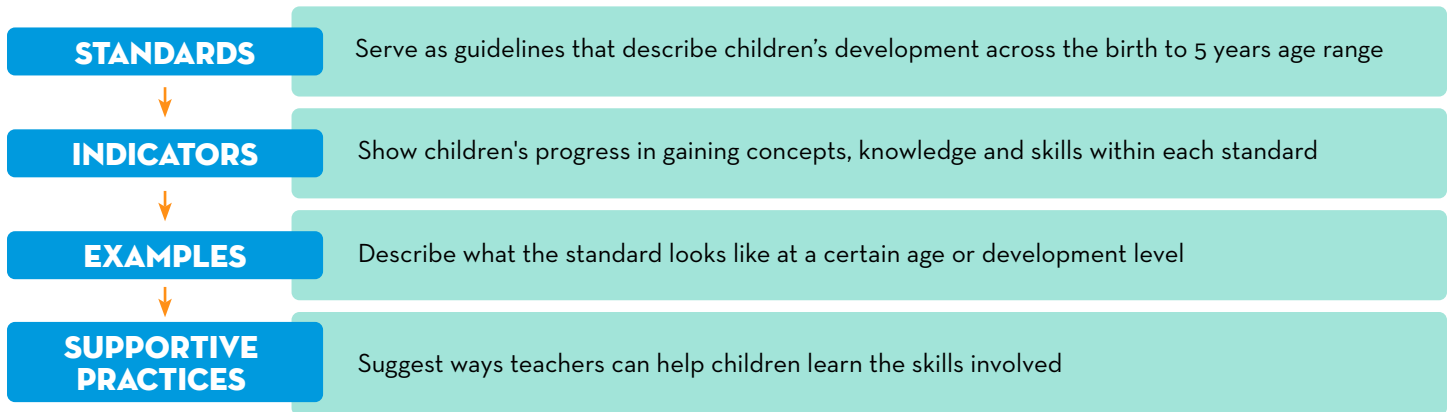 STANDARDS
Serve as guidelines that describe children’s development across the birth to 5 years age range
INDICATORS
Show children's progress in gaining concepts, knowledge and skills within each standard
EXAMPLES
Describe what the standard looks like at a certain age or development level
SUPPORTIVE
PRACTICES
Suggest ways teachers can help children learn the skills involved